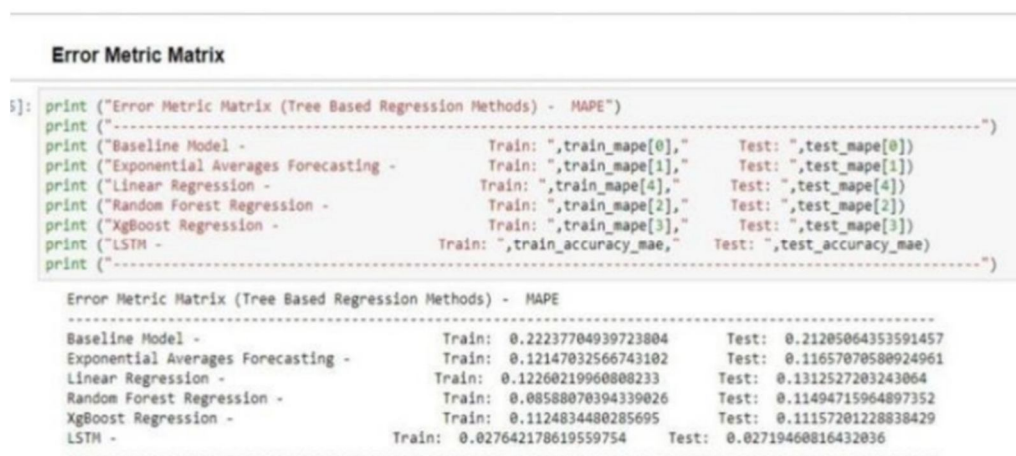 Error Metric Matrix
5]: print ("Error Metric Matrix (Tree Based Regression Methods) -  MAPE")
print ("--------------------------------------------------------------------------------------------------------")
print ("Baseline Model -                             Train: ",train_mape[0],"      Test: ",test_mape[0])
print ("Exponential Averages Forecasting -           Train: ",train_mape[1],"      Test: ",test_mape[1])
print ("Linear Regression -                         Train: ",train_mape[4],"      Test: ",test_mape[4])
print ("Random Forest Regression -                   Train: ",train_mape[2],"      Test: ",test_mape[2])
print ("XgBoost Regression -                         Train: ",train_mape[3],"      Test: ",test_mape[3])
print ("LSTM -                                  Train: ",train_accuracy_mae,"    Test: ",test_accuracy_mae)
print ("--------------------------------------------------------------------------------------------------------")
Error Metric Matrix (Tree Based Regression Methods) -  MAPE
--------------------------------------------------------------------------------------------------------
Baseline Model -                             Train:  0.22237704939723804       Test:  0.21205064353591457
Exponential Averages Forecasting -           Train:  0.12147032566743102       Test:  0.11657070580924961
Linear Regression -                         Train:  0.12260219960808233       Test:  0.1312527203243064
Random Forest Regression -                   Train:  0.08588070394339026       Test:  0.11494715964897352
XgBoost Regression -                         Train:  0.1124834480285695       Test:  0.11157201228838429
LSTM -                                  Train:  0.027642178619559754     Test:  0.02719460816432036